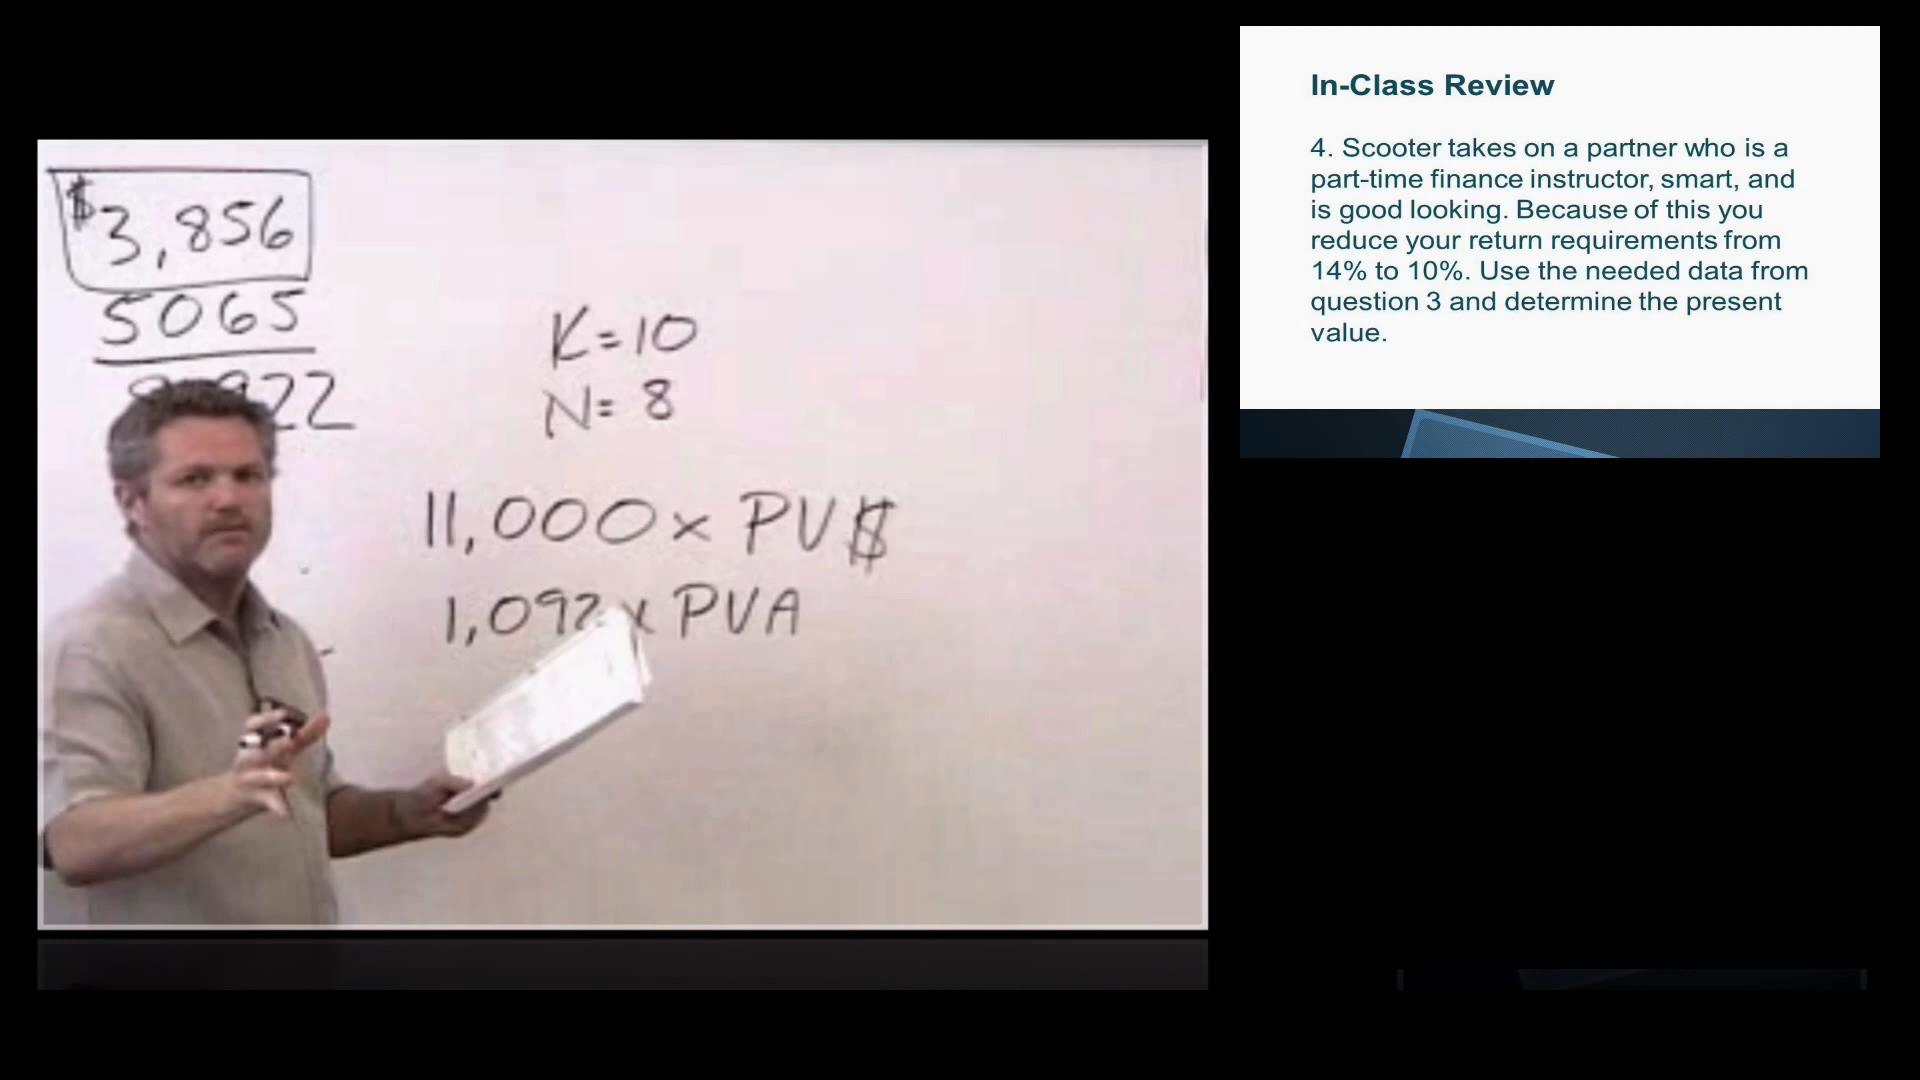 $3,856
5065
K=10
N=8
11,000 x PV$
1,092 x PVA
In-Class Review
4. Scooter takes on a partner who is a
part-time finance instructor, smart, and
is good looking. Because of this you
reduce your return requirements from
14% to 10%. Use the needed data from
question 3 and determine the present
value.